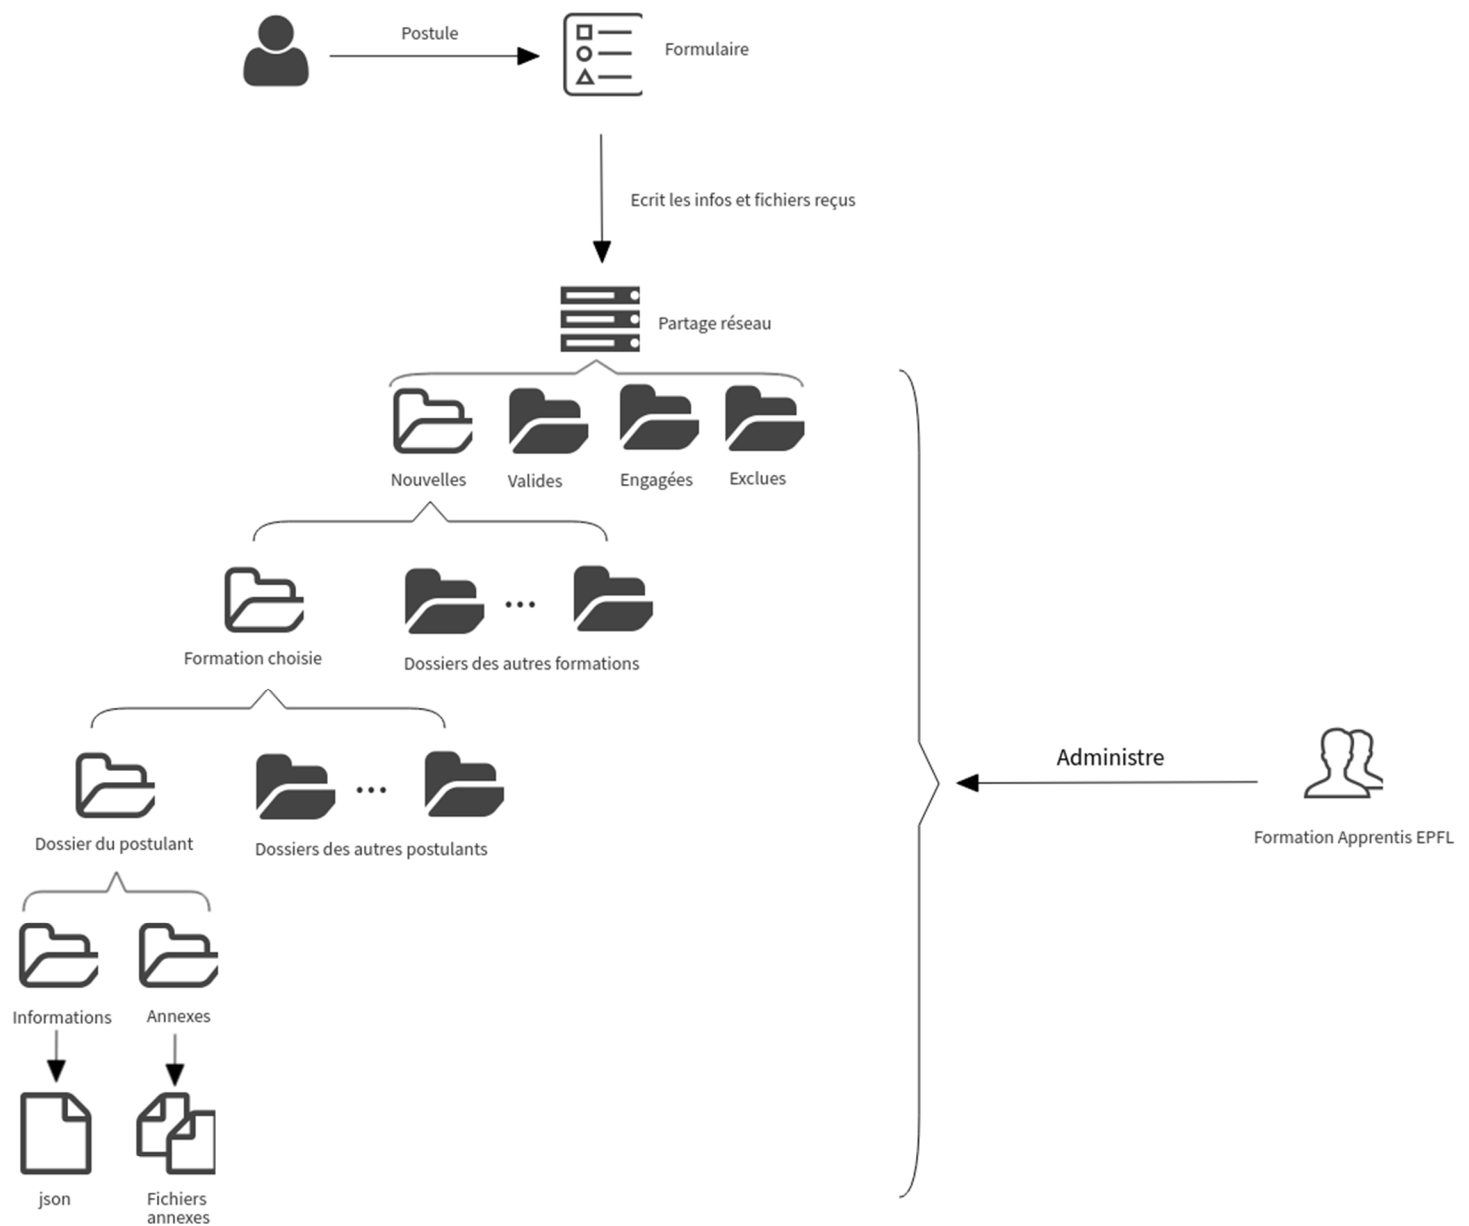 Postule
Formulaire
Ecrit les infos et fichiers reçus
Partage réseau
Nouvelles
Valides
Engagées
Exclues
Formation choisie
Dossiers des autres formations
Administre
Formation Apprentis EPFL
Dossier du postulant
Dossiers des autres postulants
Informations
Annexes
json
Fichiers
annexes